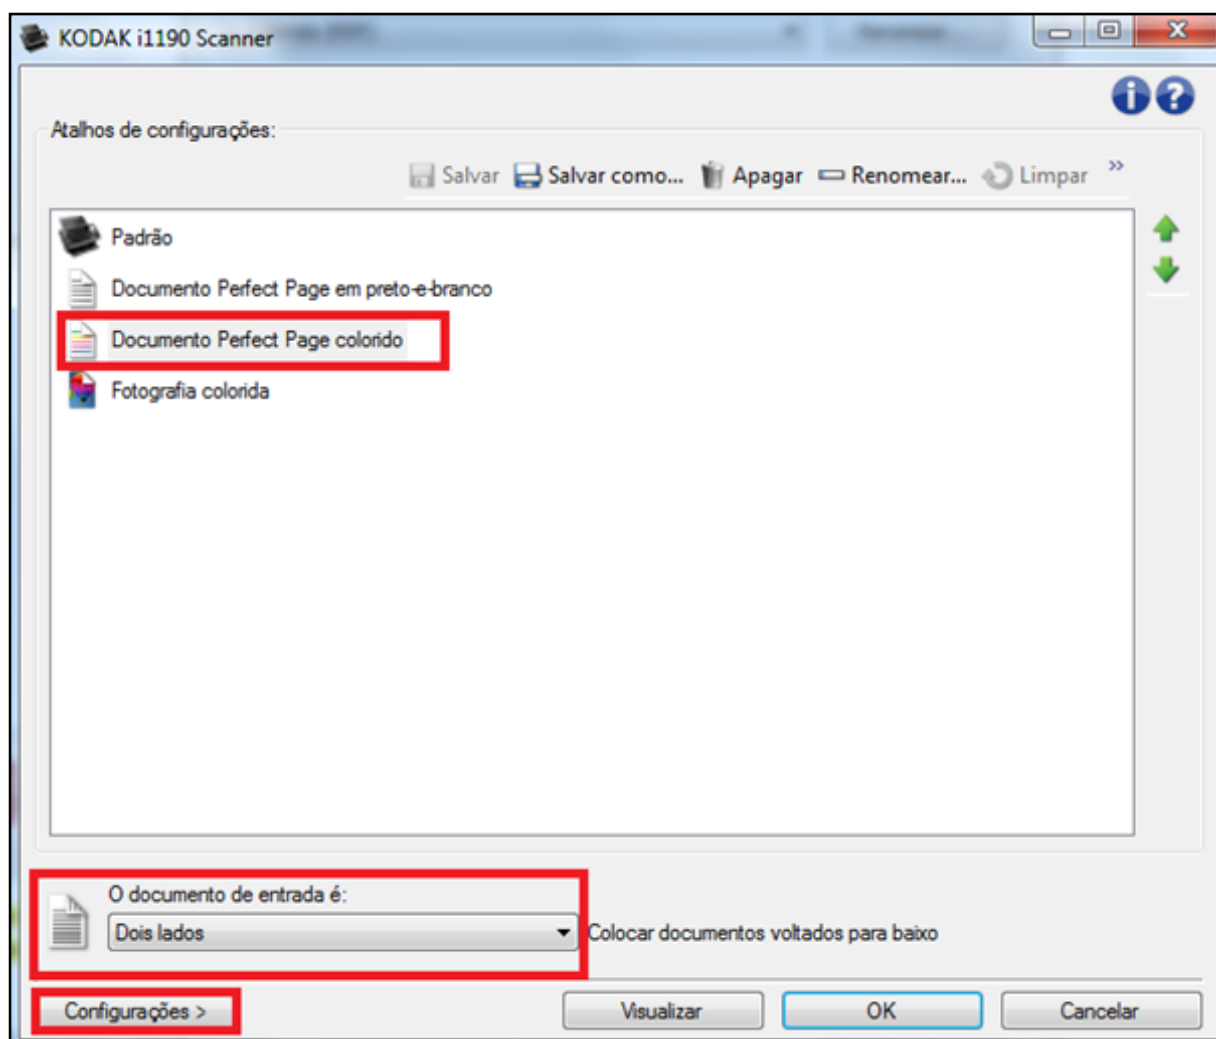 KODAK i1190 Scanner
Atalhos de configurações:
Salvar Salvar como... Apagar Renomear... Limpar »
Padrão
Documento Perfect Page em preto-e-branco
Documento Perfect Page colorido
Fotografia colorida
O documento de entrada é:
Dois lados Colocar documentos voltados para baixo
Configurações > Visualizar OK Cancelar